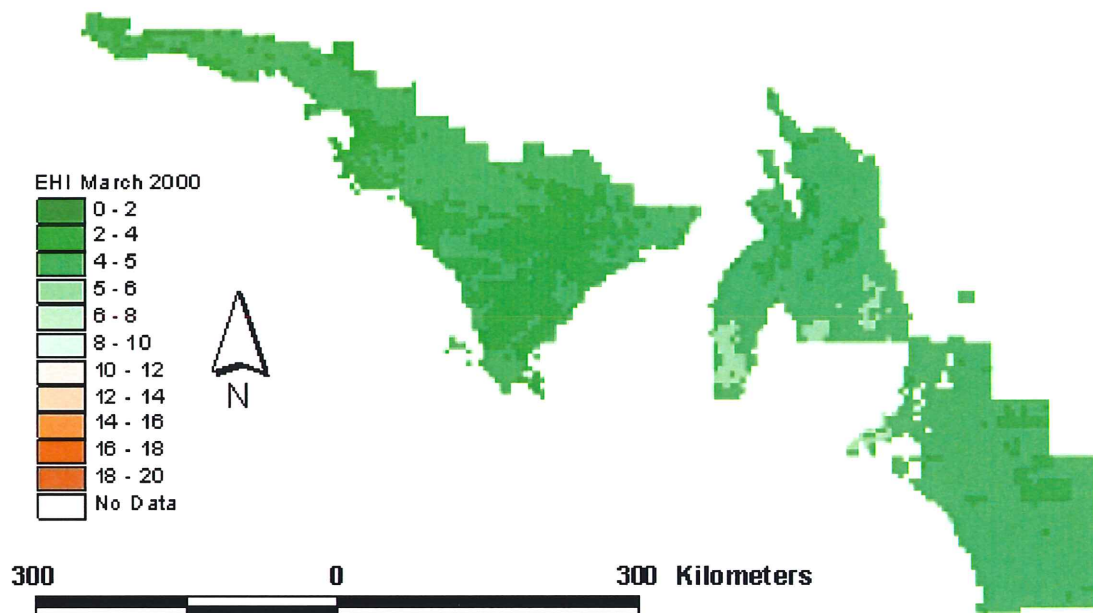 EHI March 2000
0 - 2
2 - 4
4 - 5
5 - 6
6 - 8
8 - 10
10 - 12
12 - 14
14 - 16
16 - 18
18 - 20
No Data
N
300 0 300 Kilometers